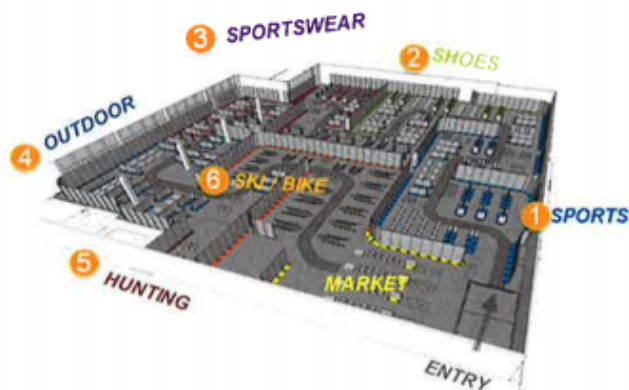 3 SPORTSWEAR
2 SHOES
4 OUTDOOR
6 SKI / BIKE
1 SPORTS
5 HUNTING
MARKET
ENTRY